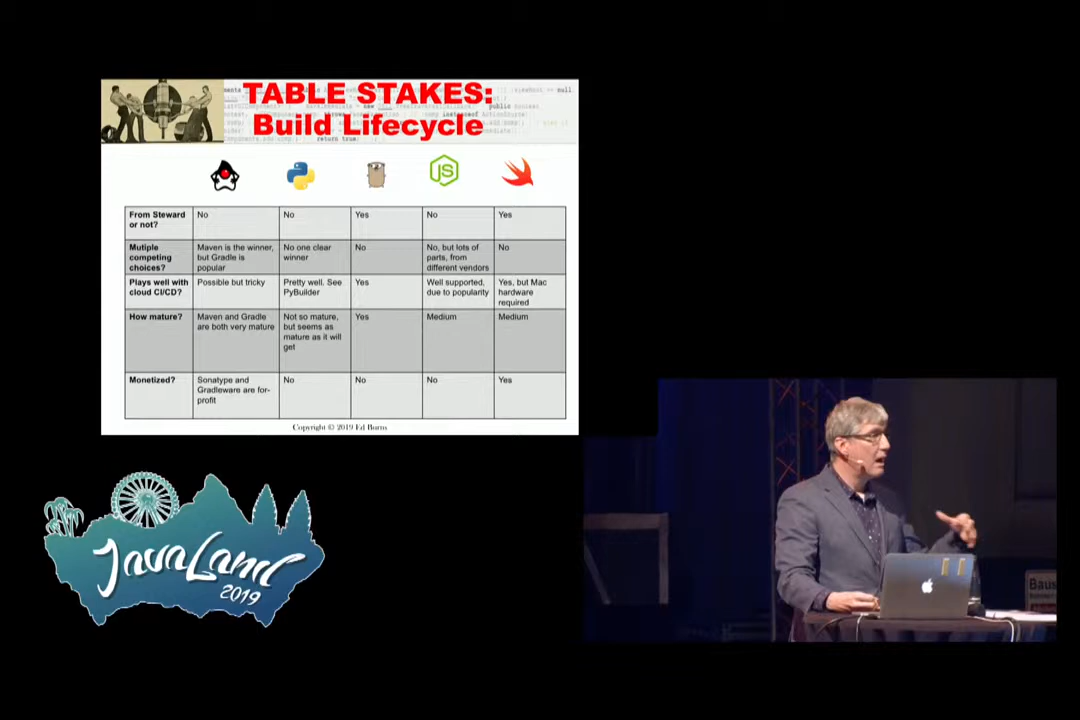 TABLE STAKES:
Build Lifecycle
JS
From Steward or not?
No
No
Yes
No
Yes
Mutiple competing choices?
Maven is the winner, but Gradle is popular
No one clear winner
No
No, but lots of parts, from different vendors
No
Plays well with cloud CI/CD?
Possible but tricky
Pretty well. See PyBuilder
Yes
Well supported, due to popularity
Yes, but Mac hardware required
How mature?
Maven and Gradle are both very mature
Not so mature, but seems as mature as it will get
Yes
Medium
Medium
Monetized?
Sonatype and Gradleware are for-profit
No
No
No
Yes
Copyright © 2019 Ed Burns
JavaLand
2019
Baus